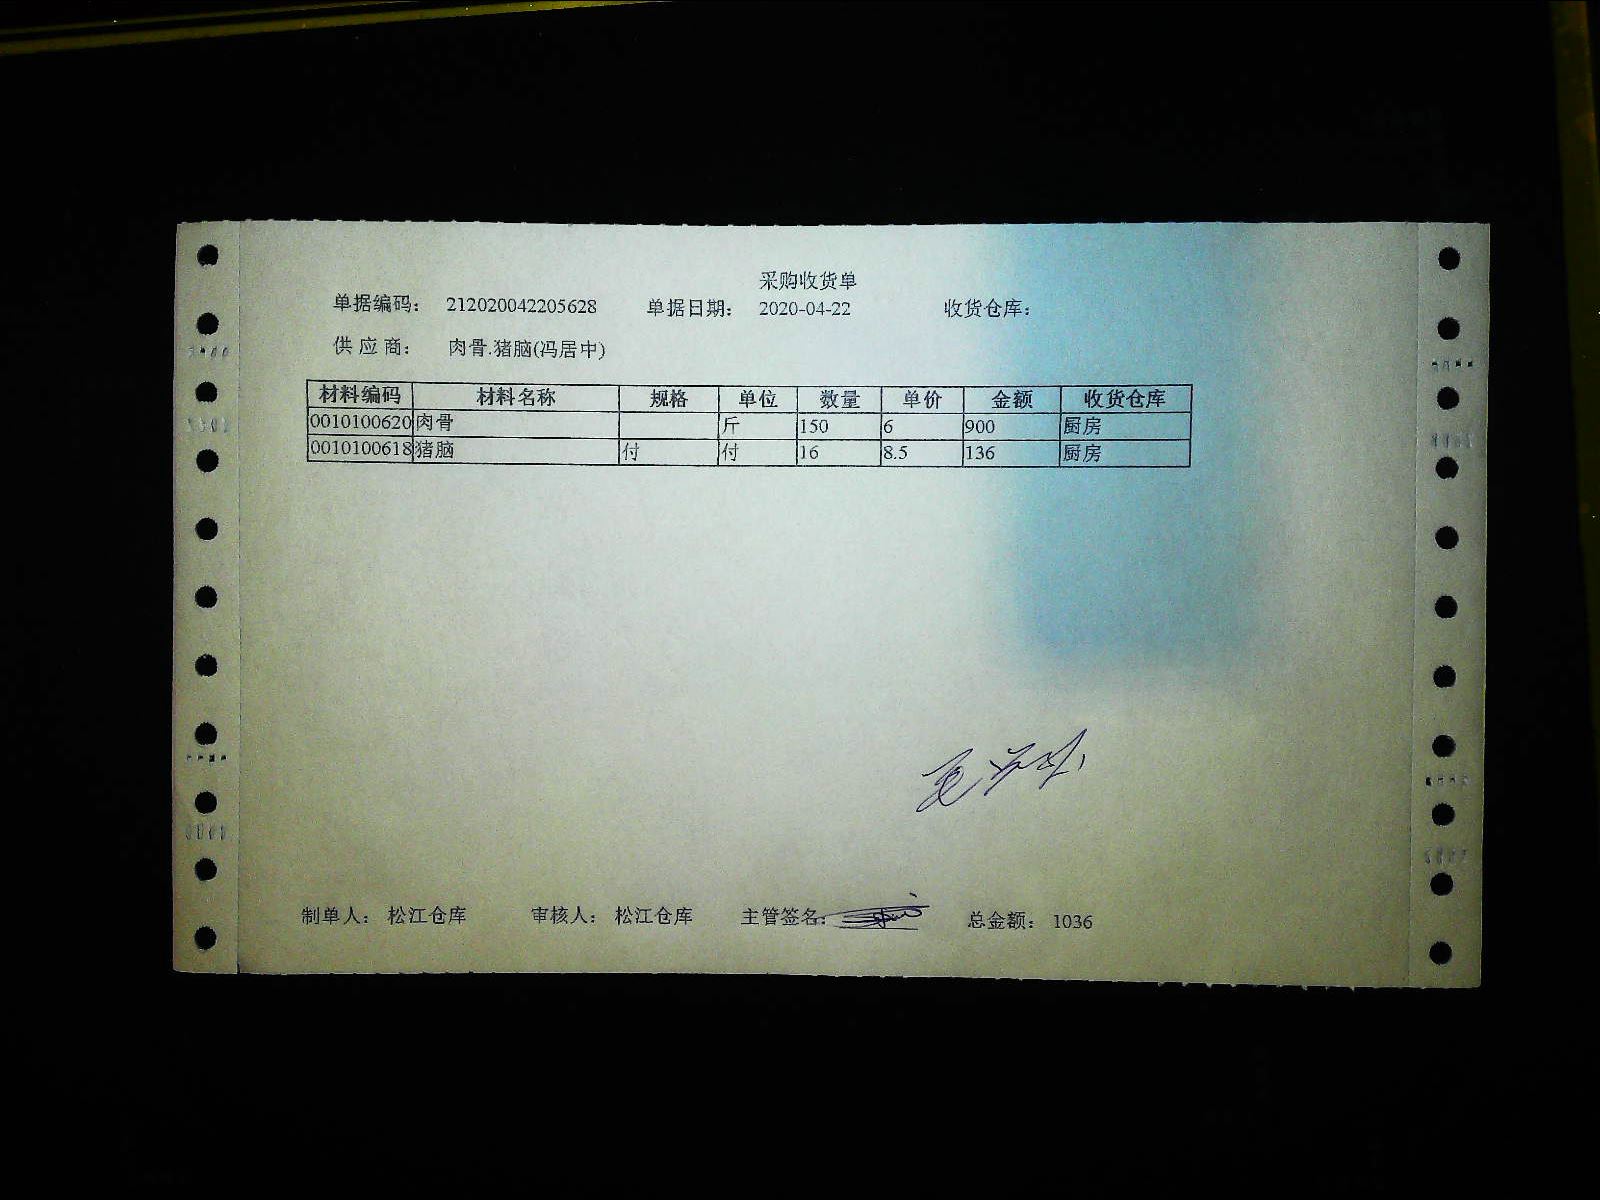 采购收货单
单据编码： 212020042205628 单据日期： 2020-04-22 收货仓库：
供 应 商： 肉骨.猪脑(冯居中)
材料编码 材料名称 规格 单位 数量 单价 金额 收货仓库
0010100620 肉骨 斤 150 6 900 厨房
0010100618 猪脑 付 付 16 8.5 136 厨房
制单人： 松江仓库 审核人： 松江仓库 主管签名： 总金额： 1036